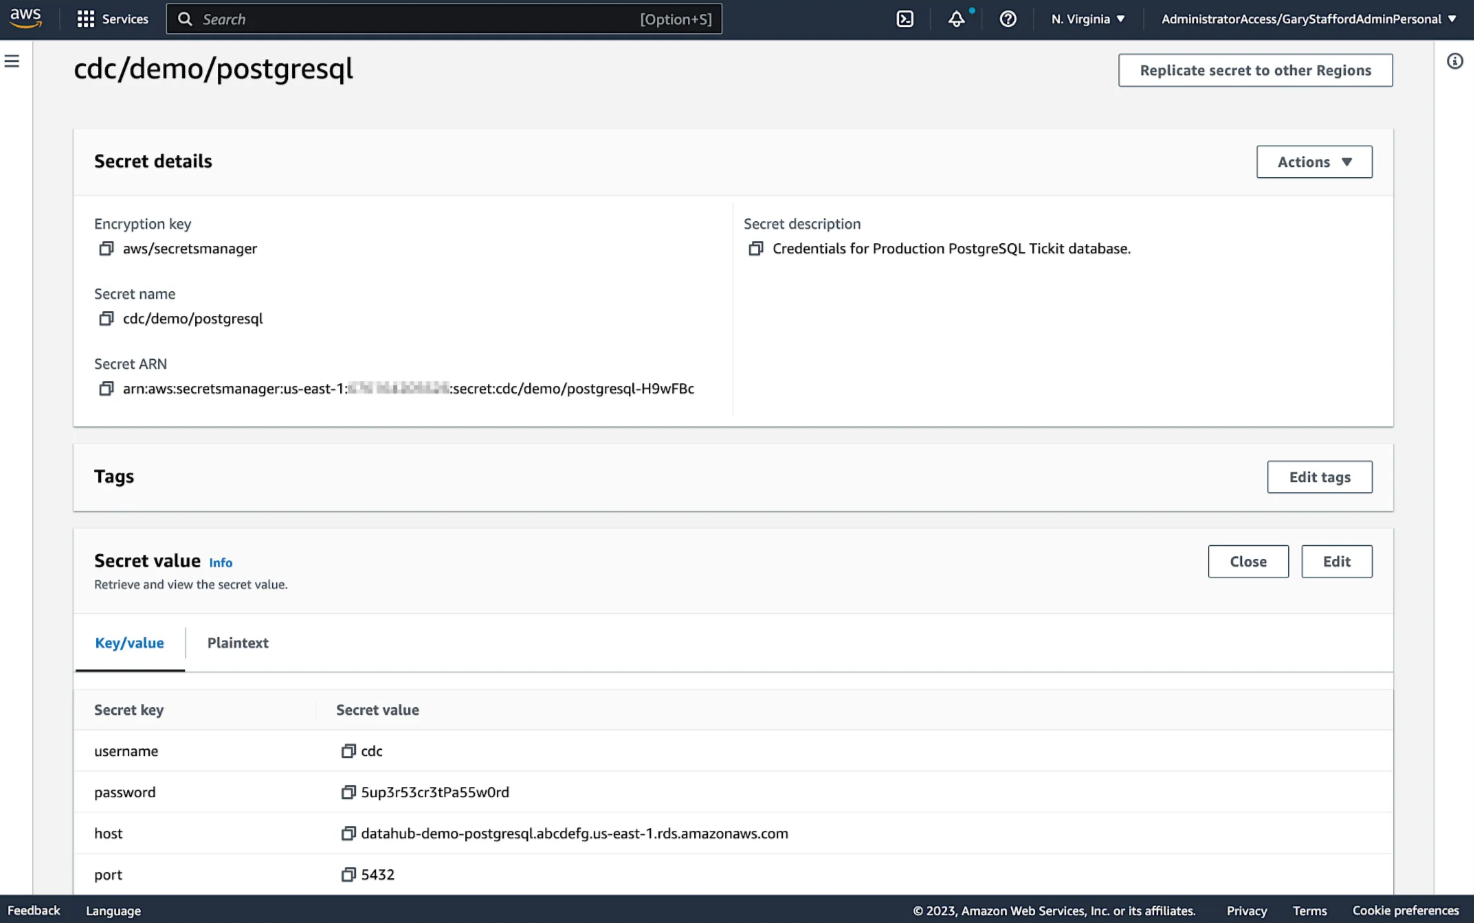 aws Services Search [Option+S] N. Virginia ▼ AdministratorAccess/GaryStaffordAdminPersonal ▼
cdc/demo/postgresql
Replicate secret to other Regions
Secret details
Actions ▼
Encryption key
aws/secretsmanager
Secret description
Credentials for Production PostgreSQL Tickit database.
Secret name
cdc/demo/postgresql
Secret ARN
arn:aws:secretsmanager:us-east-1: :secret:cdc/demo/postgresql-H9wFBc
Tags
Edit tags
Secret value Info
Retrieve and view the secret value.
Close
Edit
Key/value Plaintext
Secret key Secret value
username cdc
password 5up3r53cr3tPa55w0rd
host datahub-demo-postgresql.abcdefg.us-east-1.rds.amazonaws.com
port 5432
Feedback Language © 2023, Amazon Web Services, Inc. or its affiliates. Privacy Terms Cookie preferences